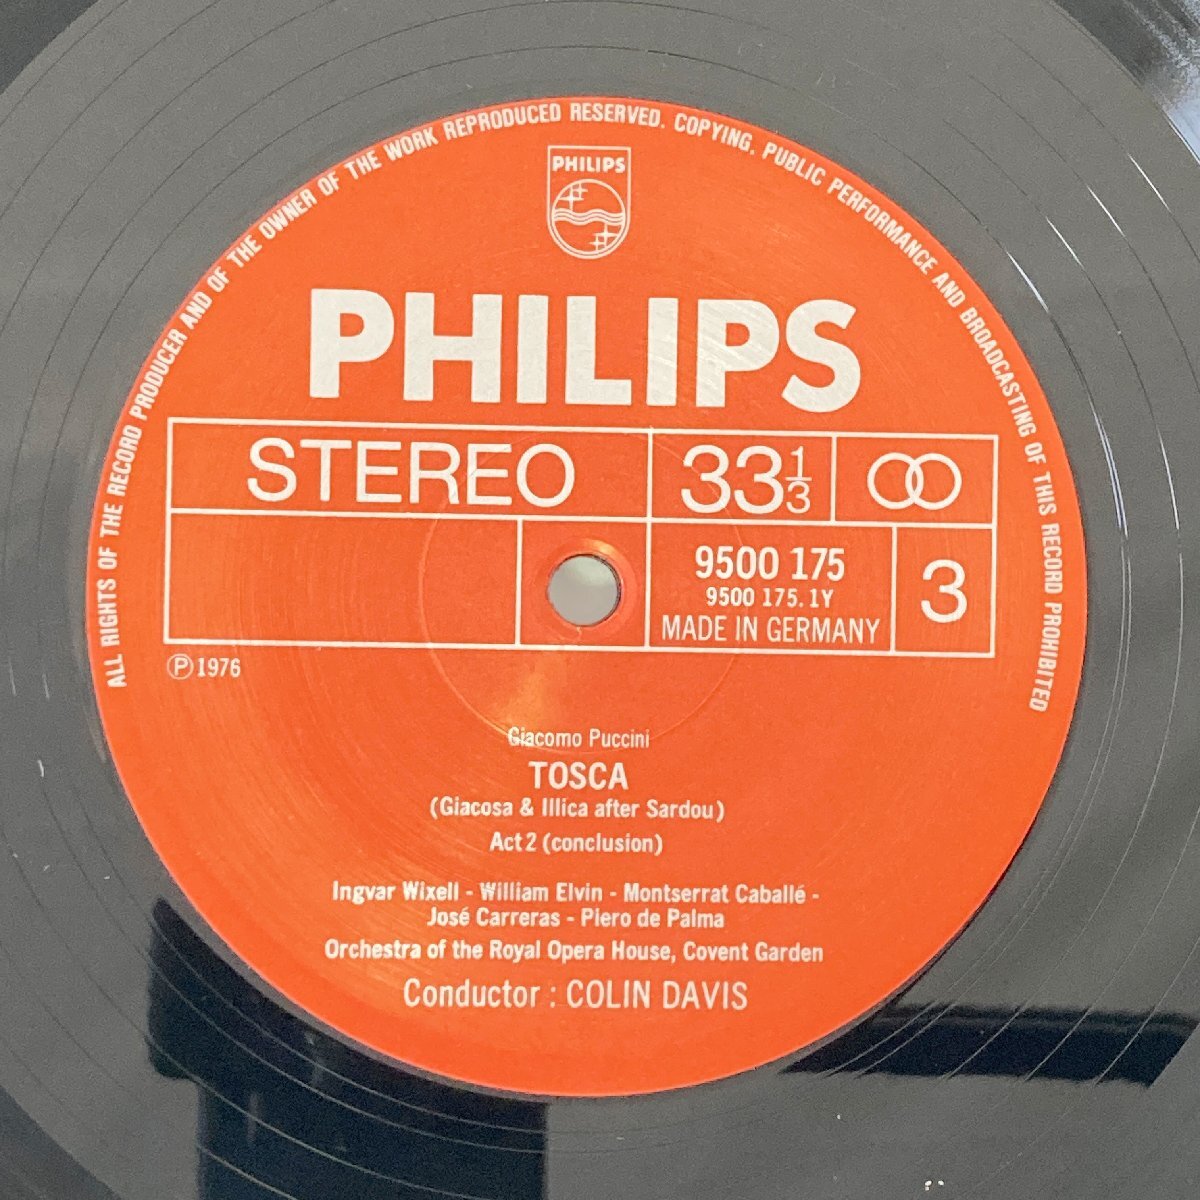 ALL RIGHTS OF THE RECORD PRODUCER AND OF THE OWNER OF THE WORK REPRODUCED RESERVED. COPYING, PUBLIC PERFORMANCE AND BROADCASTING OF THIS RECORD PROHIBITED
PHILIPS
PHILIPS
STEREO
33 1/3
9500 175
9500 175.1Y
MADE IN GERMANY
3
Ⓟ1976
Giacomo Puccini
TOSCA
(Giacosa & Illica after Sardou)
Act 2 (conclusion)
Ingvar Wixell - William Elvin - Montserrat Caballé -
José Carreras - Piero de Palma
Orchestra of the Royal Opera House, Covent Garden
Conductor : COLIN DAVIS